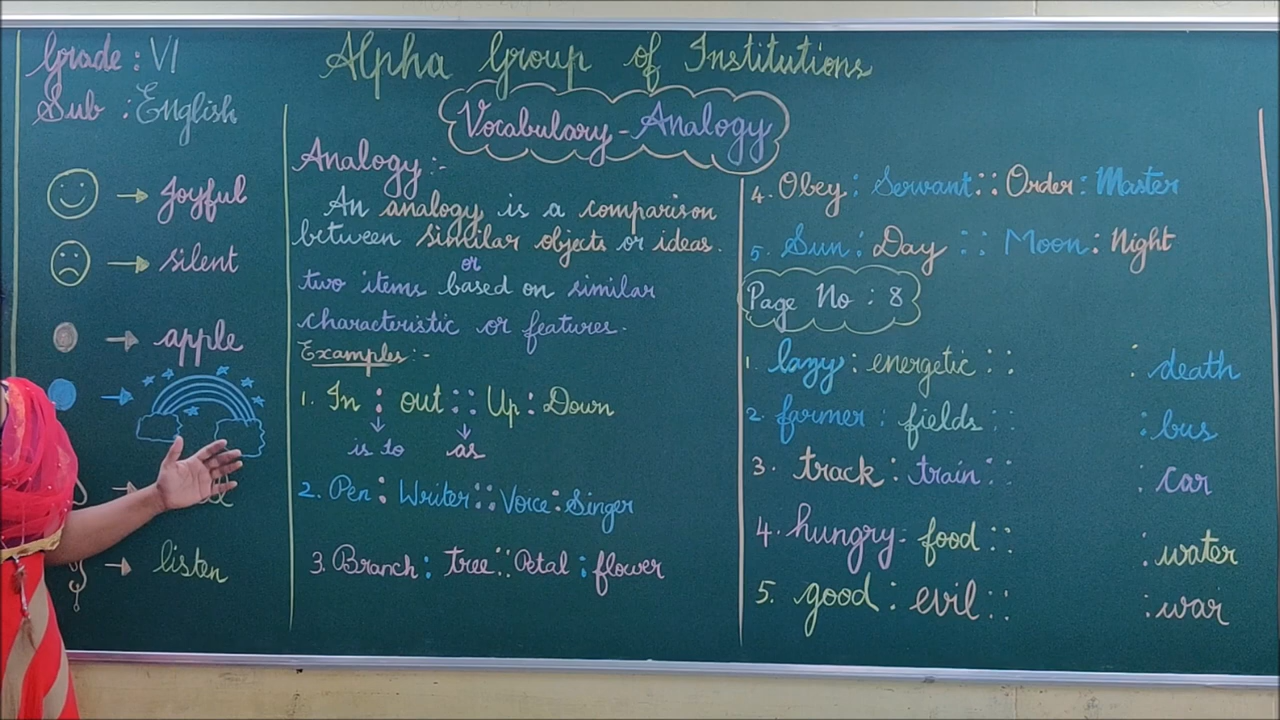 Grade : VI
Sub : English
Alpha Group of Institutions
Vocabulary - Analogy
→ Joyful
→ silent
→ apple
→
→ listen
Analogy :-
An analogy is a comparison
between similar objects or ideas.
or
two items based on similar
characteristic or features.
Examples :-
1. In : out :: Up : Down
is to as
2. Pen : Writer :: Voice : Singer
3. Branch : tree :: Petal : flower
4. Obey : Servant :: Order : Master
5. Sun : Day :: Moon : Night
Page No : 8
1. lazy : energetic :: : death
2. farmer : fields :: : bus
3. track : train :: : car
4. hungry : food :: : water
5. good : evil :: : war